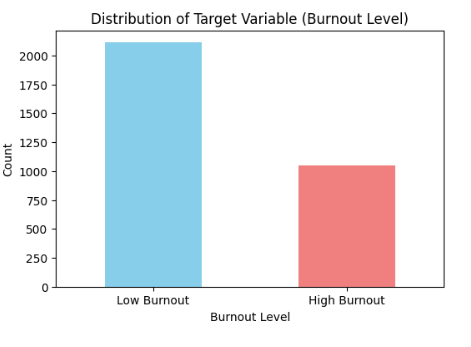 Distribution of Target Variable (Burnout Level)
2000
1750
1500
1250
1000
750
500
250
0
Count
Low Burnout
High Burnout
Burnout Level